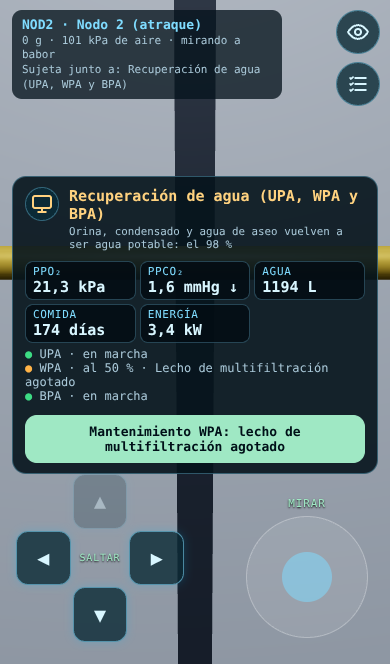 NOD2 · Nodo 2 (atraque)
0 g · 101 kPa de aire · mirando a
babor
Sujeta junto a: Recuperación de agua
(UPA, WPA y BPA)
Recuperación de agua (UPA, WPA y
BPA)
Orina, condensado y agua de aseo vuelven a
ser agua potable: el 98 %
PPO₂
21,3 kPa
PPCO₂
1,6 mmHg ↓
AGUA
1194 L
COMIDA
174 días
ENERGÍA
3,4 kW
● UPA · en marcha
● WPA · al 50 % · Lecho de multifiltración
agotado
● BPA · en marcha
Mantenimiento WPA: lecho de
multifiltración agotado
▲
◀ SALTAR ▶
▼
MIRAR